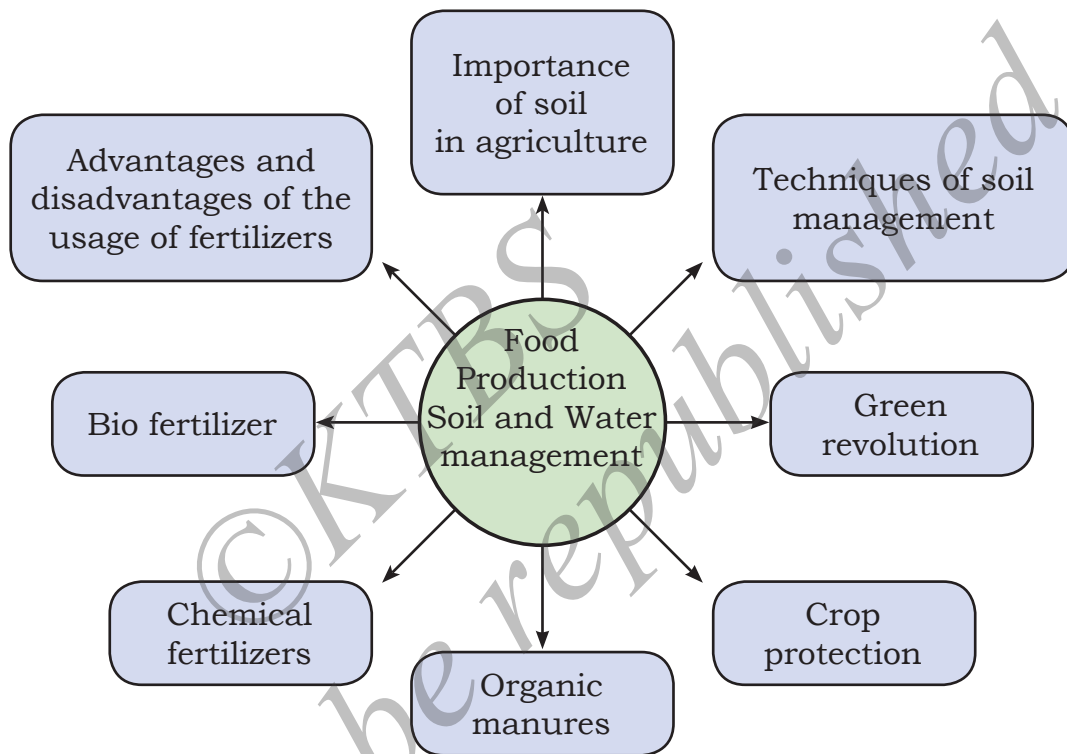 Importance
of soil
in agriculture
Advantages and
disadvantages of the
usage of fertilizers
Techniques of soil
management
Food
Production
Soil and Water
management
Bio fertilizer
Green
revolution
Chemical
fertilizers
Crop
protection
Organic
manures
©KTBS
be republished